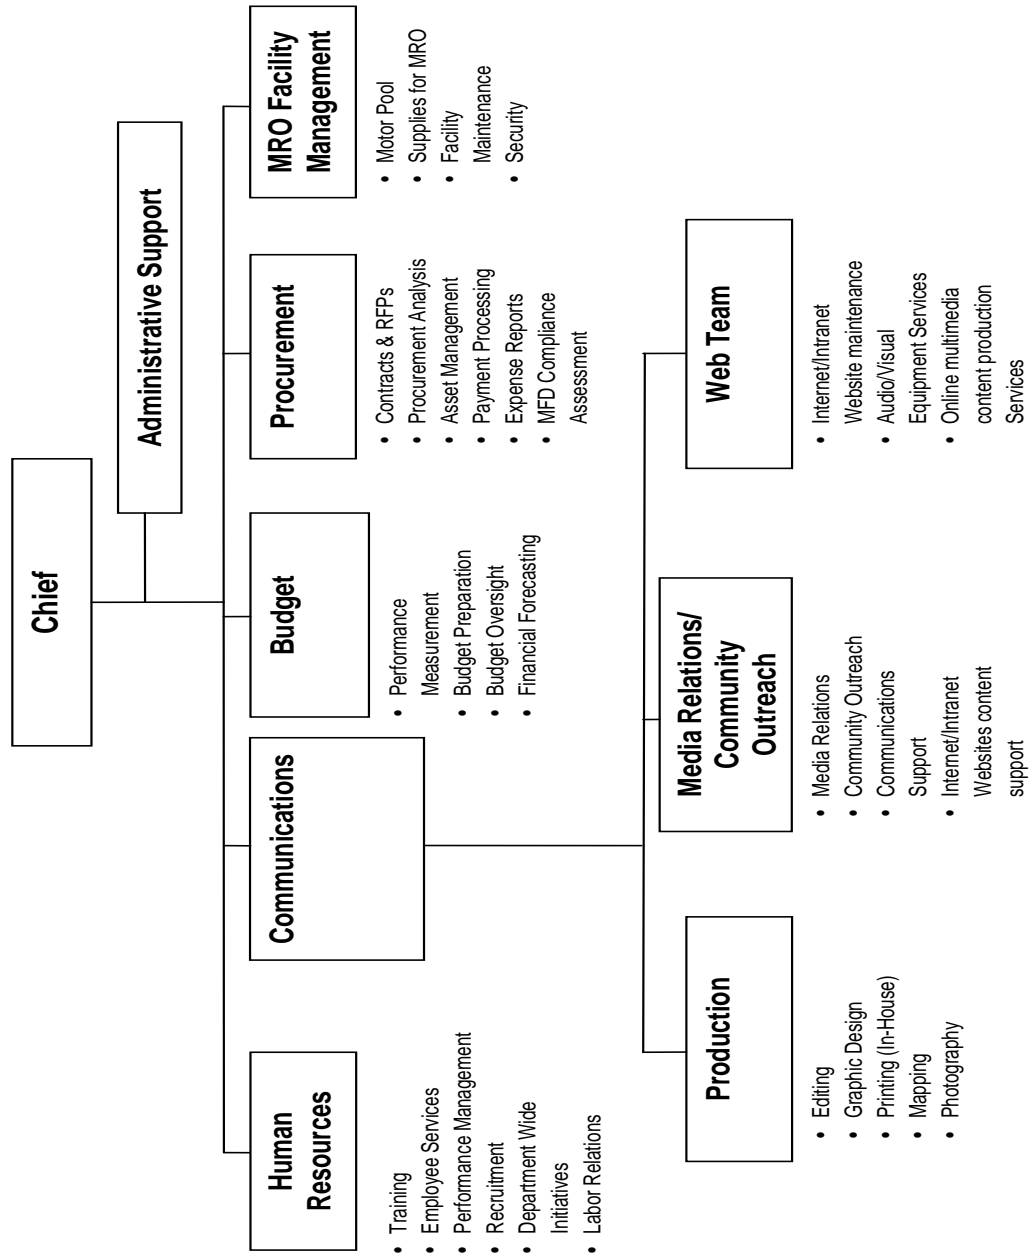 Chief
Administrative Support
Human
Resources
• Training
• Employee Services
• Performance Management
• Recruitment
• Department Wide
Initiatives
• Labor Relations
Communications
Budget
• Performance
Measurement
• Budget Preparation
• Budget Oversight
• Financial Forecasting
Procurement
• Contracts & RFPs
• Procurement Analysis
• Asset Management
• Payment Processing
• Expense Reports
• MFD Compliance
Assessment
MRO Facility
Management
• Motor Pool
• Supplies for MRO
• Facility
Maintenance
• Security
Production
• Editing
• Graphic Design
• Printing (In-House)
• Mapping
• Photography
Media Relations/
Community
Outreach
• Media Relations
• Community Outreach
• Communications
Support
• Internet/Intranet
Websites content
support
Web Team
• Internet/Intranet
Website maintenance
• Audio/Visual
Equipment Services
• Online multimedia
content production
Services